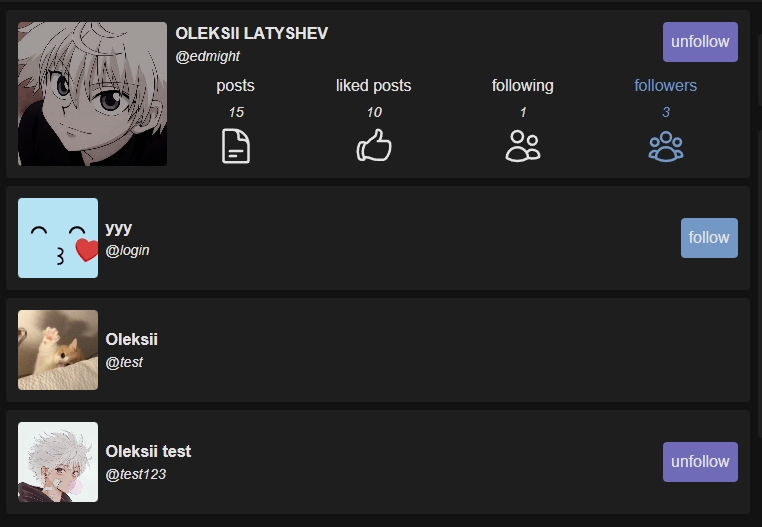 OLEKSII LATYSHEV
unfollow
@edmight
posts liked posts following followers
15 10 1 3
yyy
@login
follow
Oleksii
@test
Oleksii test
@test123
unfollow